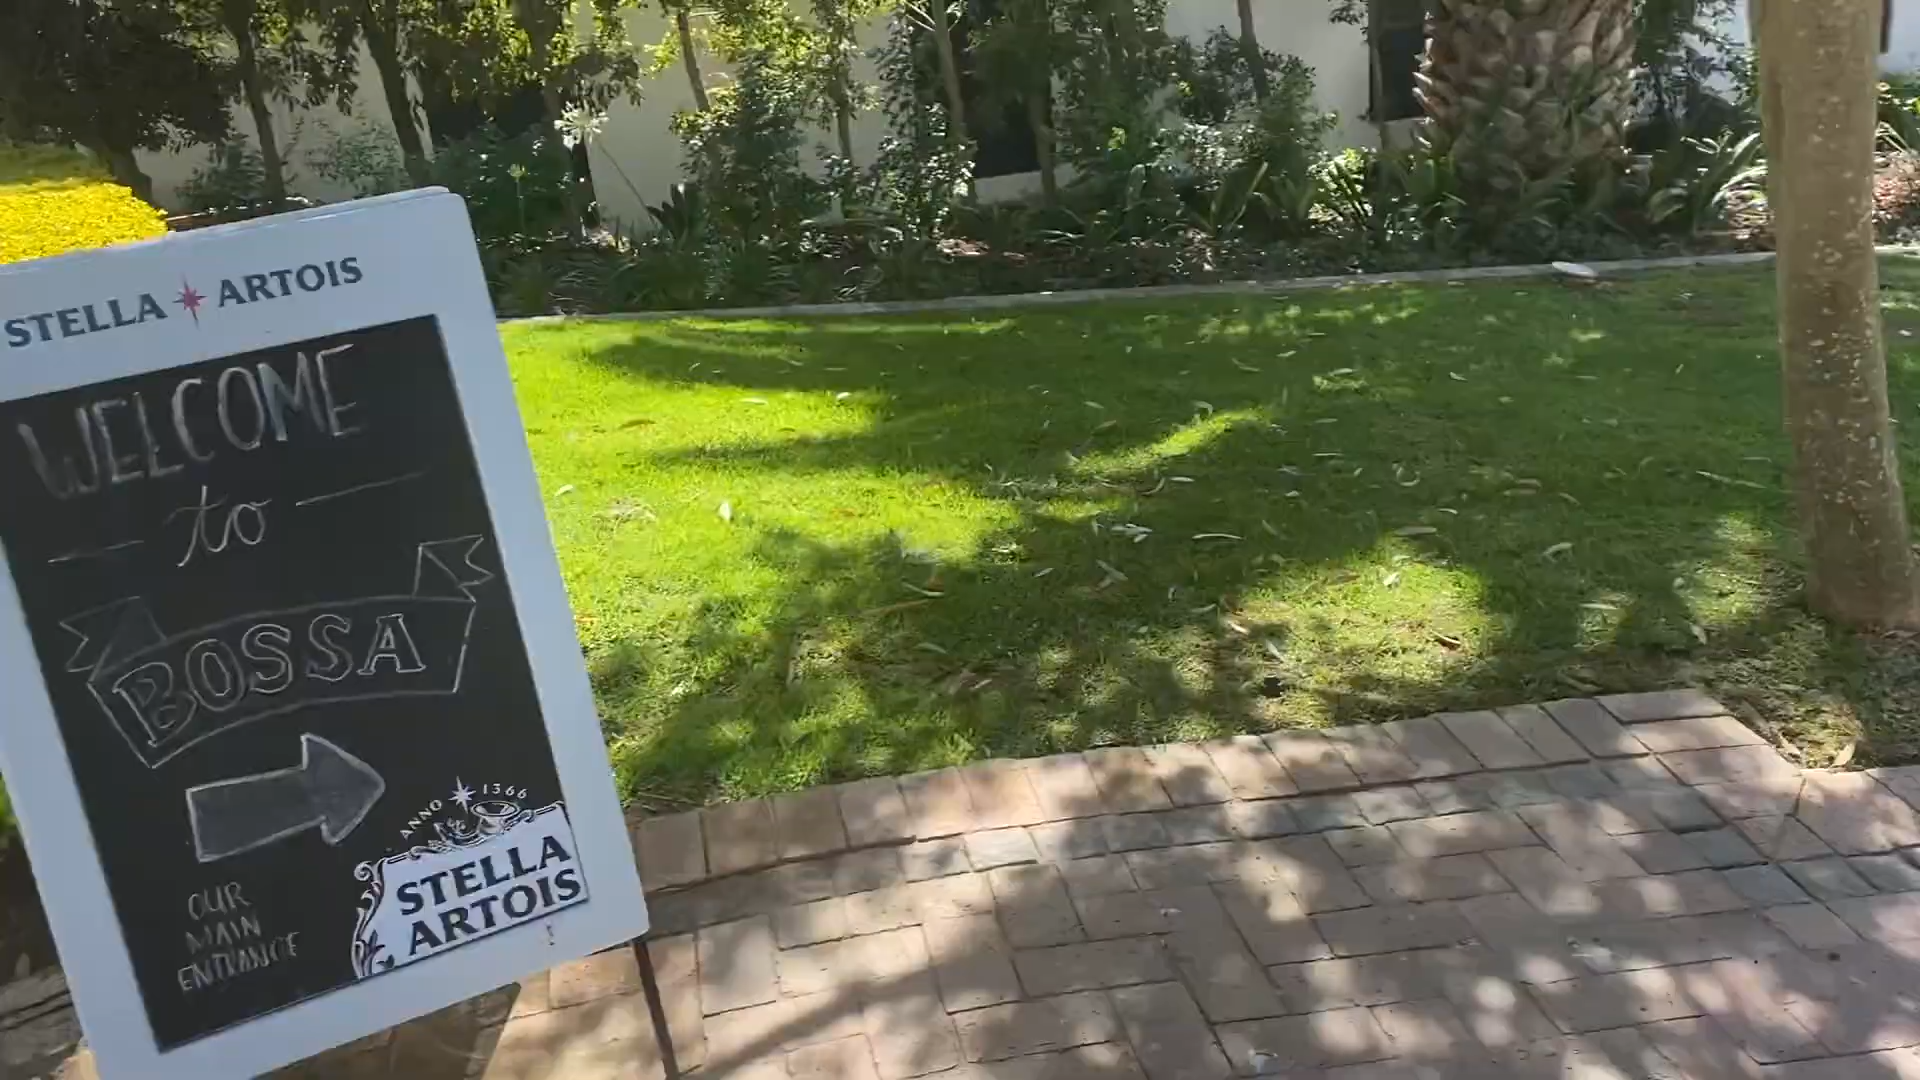 STELLA ARTOIS
WELCOME
to
BOSSA
OUR
MAIN
ENTRANCE
ANNO 1366
STELLA
ARTOIS